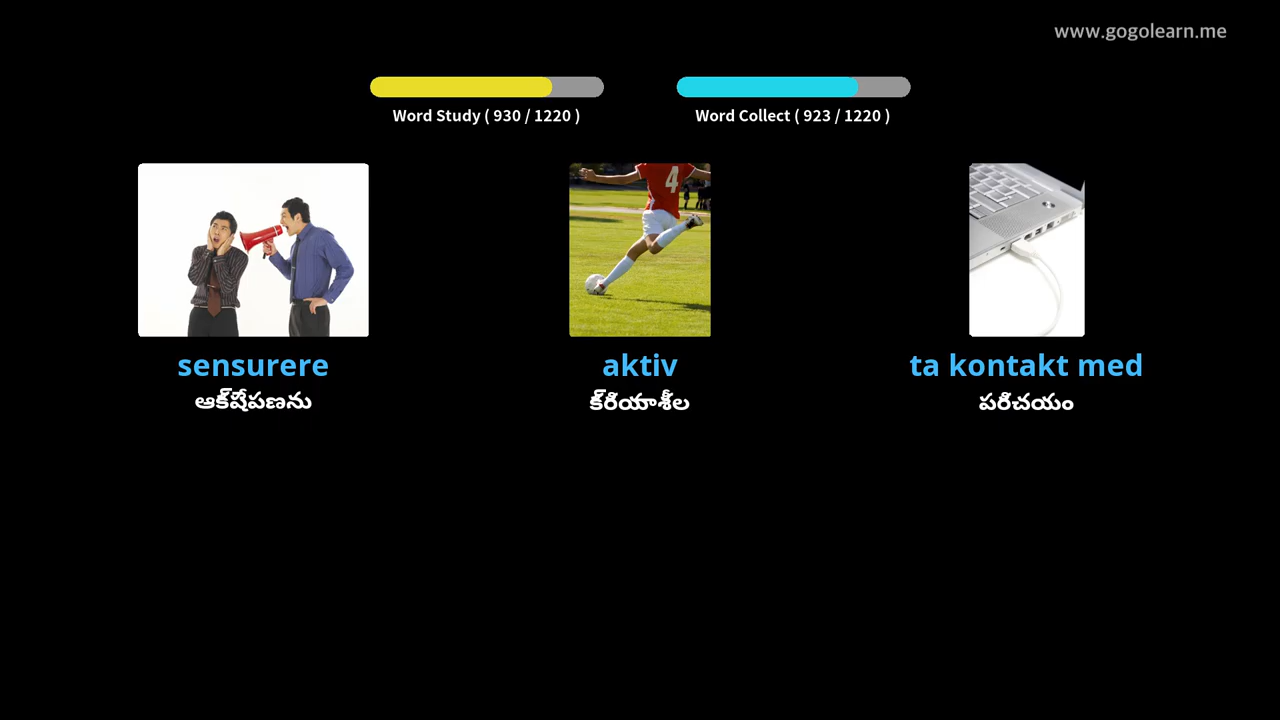 www.gogolearn.me
Word Study ( 930 / 1220 )
Word Collect ( 923 / 1220 )
4
sensurere
aktiv
ta kontakt med
ఆక్షేపణను
క్రియాశీల
పరిచయం